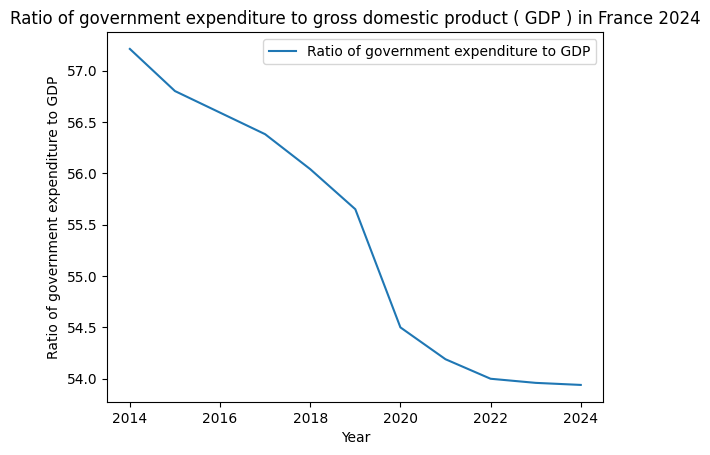 Ratio of government expenditure to gross domestic product ( GDP ) in France 2024
Ratio of government expenditure to GDP
Ratio of government expenditure to GDP
57.0
56.5
56.0
55.5
55.0
54.5
54.0
2014 2016 2018 2020 2022 2024
Year